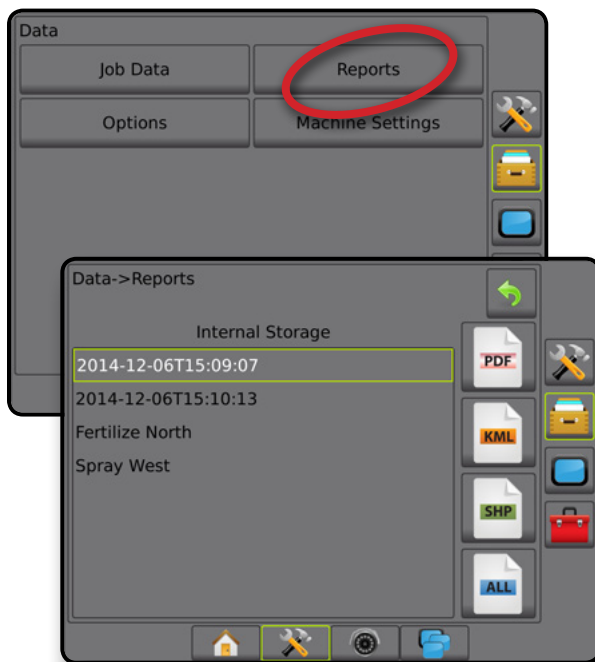 Data
Job Data Reports
Options Machine Settings
Data->Reports
Internal Storage
2014-12-06T15:09:07
2014-12-06T15:10:13
Fertilize North
Spray West
PDF
KML
SHP
ALL